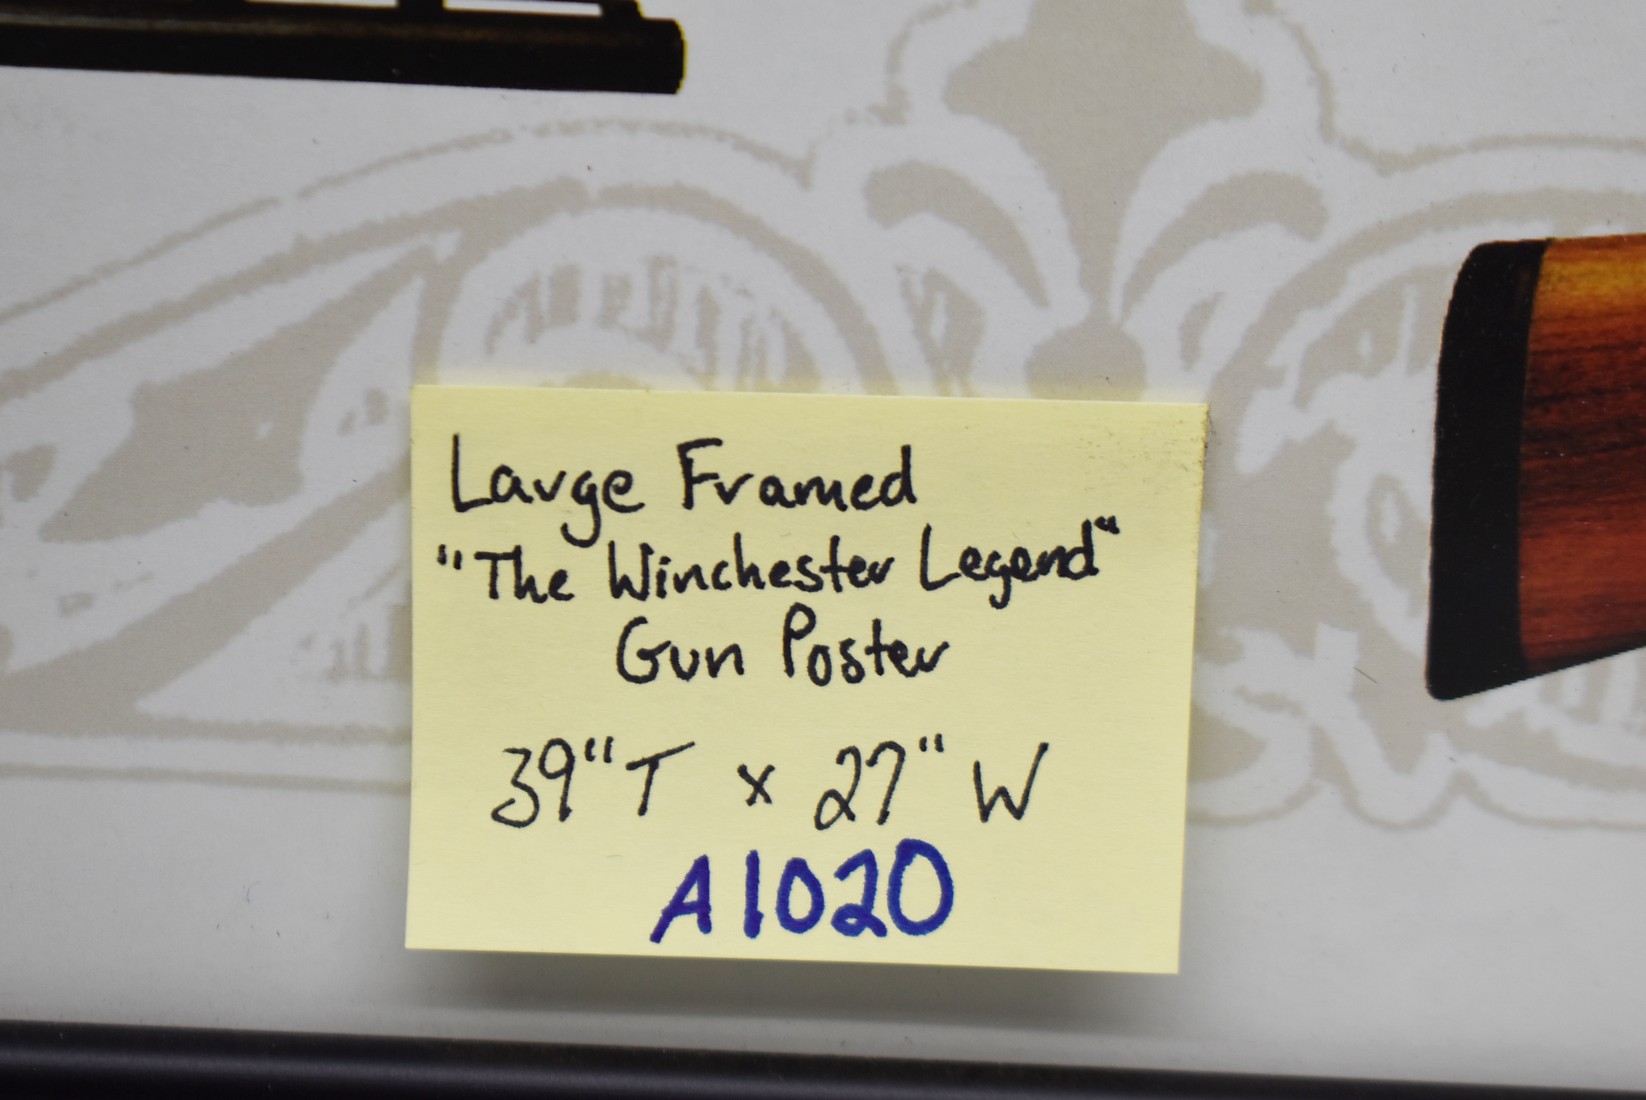 Large Framed
"The Winchester Legend"
Gun Poster
39" T x 27" W
A1020